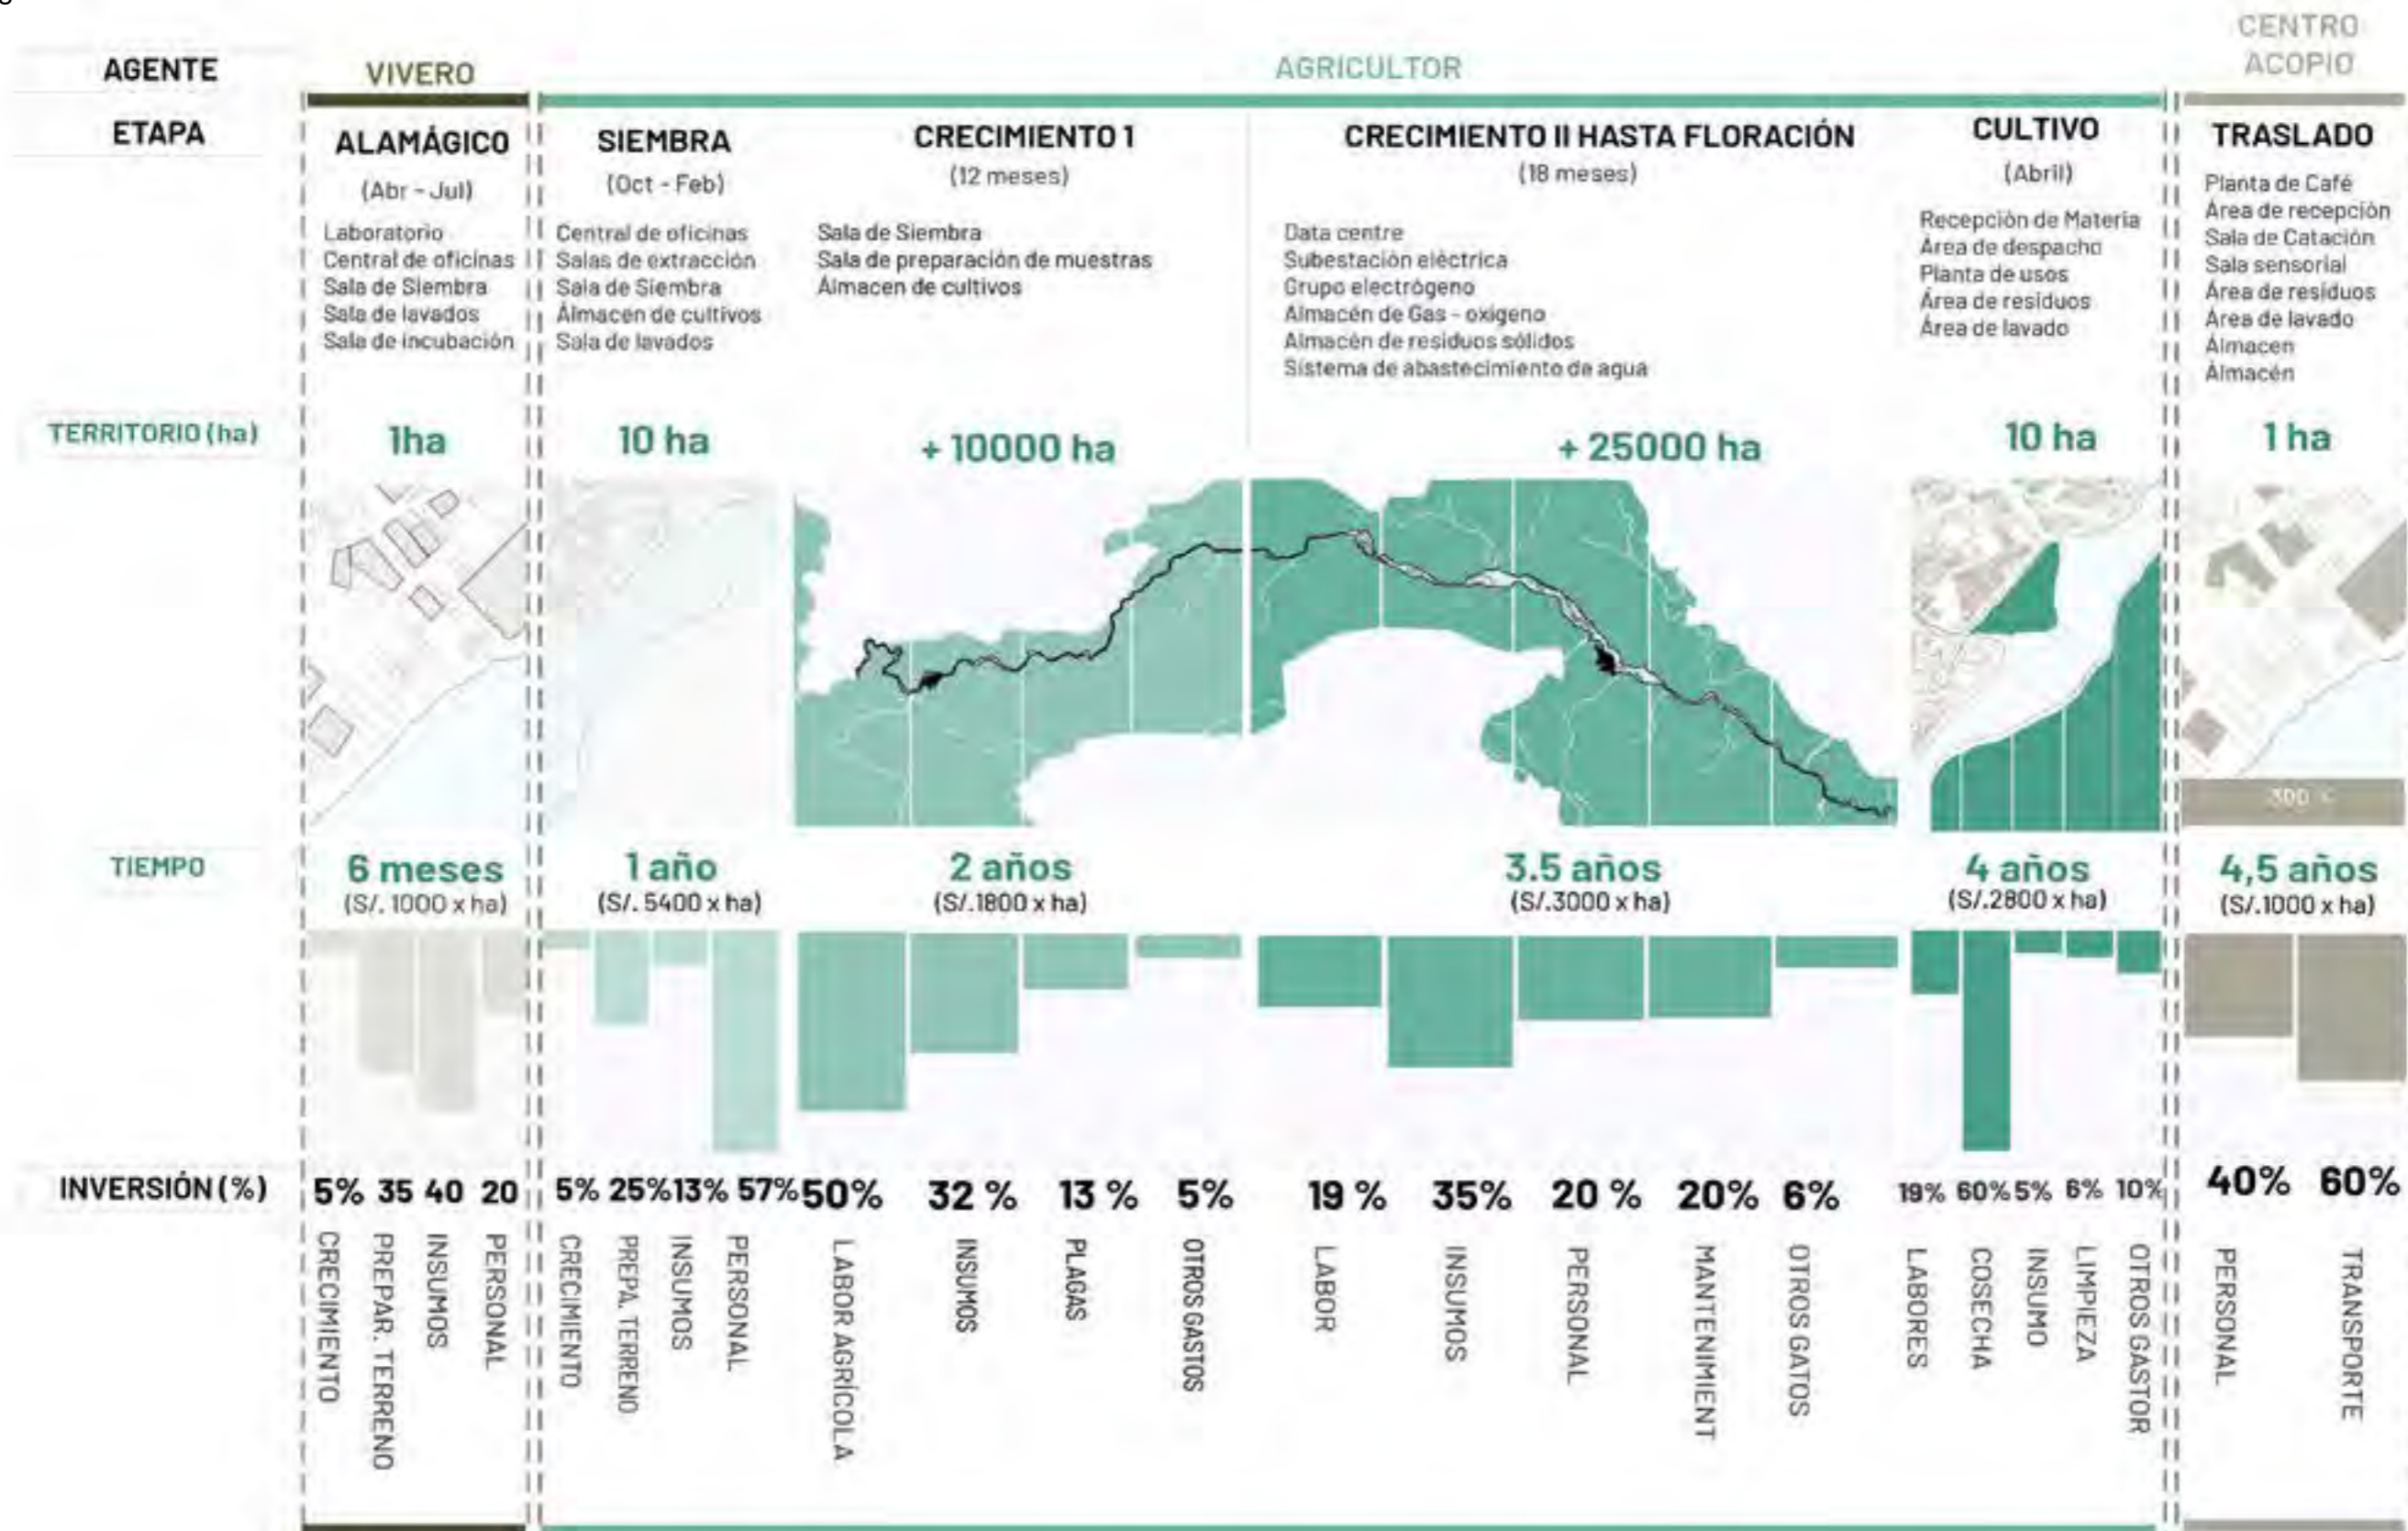 AGENTE
VIVERO
AGRICULTOR
CENTRO
ACOPIO
ETAPA
ALAMÁGICO
(Abr - Jul)
Laboratorio
Central de oficinas
Sala de Siembra
Sala de lavados
Sala de incubación
SIEMBRA
(Oct - Feb)
Central de oficinas
Salas de extracción
Sala de Siembra
Álmacen de cultivos
Sala de lavados
CRECIMIENTO 1
(12 meses)
Sala de Siembra
Sala de preparación de muestras
Álmacen de cultivos
CRECIMIENTO II HASTA FLORACIÓN
(18 meses)
Data centre
Subestación eléctrica
Grupo electrógeno
Almacén de Gas - oxigeno
Almacén de residuos sólidos
Sistema de abastecimiento de agua
CULTIVO
(Abril)
Recepción de Materia
Área de despacho
Planta de usos
Área de residuos
Área de lavado
TRASLADO
Planta de Café
Área de recepción
Sala de Catación
Sala sensorial
Área de residuos
Área de lavado
Álmacen
Álmacén
TERRITORIO (ha)
1ha
10 ha
+ 10000 ha
+ 25000 ha
10 ha
1 ha
300
TIEMPO
6 meses
(S/. 1000 x ha)
1 año
(S/. 5400 x ha)
2 años
(S/.1800 x ha)
3.5 años
(S/.3000 x ha)
4 años
(S/.2800 x ha)
4,5 años
(S/.1000 x ha)
INVERSIÓN (%)
5% 35 40 20
5% 25% 13% 57%
50% 32 % 13 % 5%
19 % 35% 20 % 20% 6%
19% 60% 5% 6% 10%
40% 60%
CRECIMIENTO
PREPAR. TERRENO
INSUMOS
PERSONAL
CRECIMIENTO
PREPA. TERRENO
INSUMOS
PERSONAL
LABOR AGRÍCOLA
INSUMOS
PLAGAS
OTROS GASTOS
LABOR
INSUMOS
PERSONAL
MANTENIMIENT
OTROS GATOS
LABORES
COSECHA
INSUMO
LIMPIEZA
OTROS GASTOR
PERSONAL
TRANSPORTE